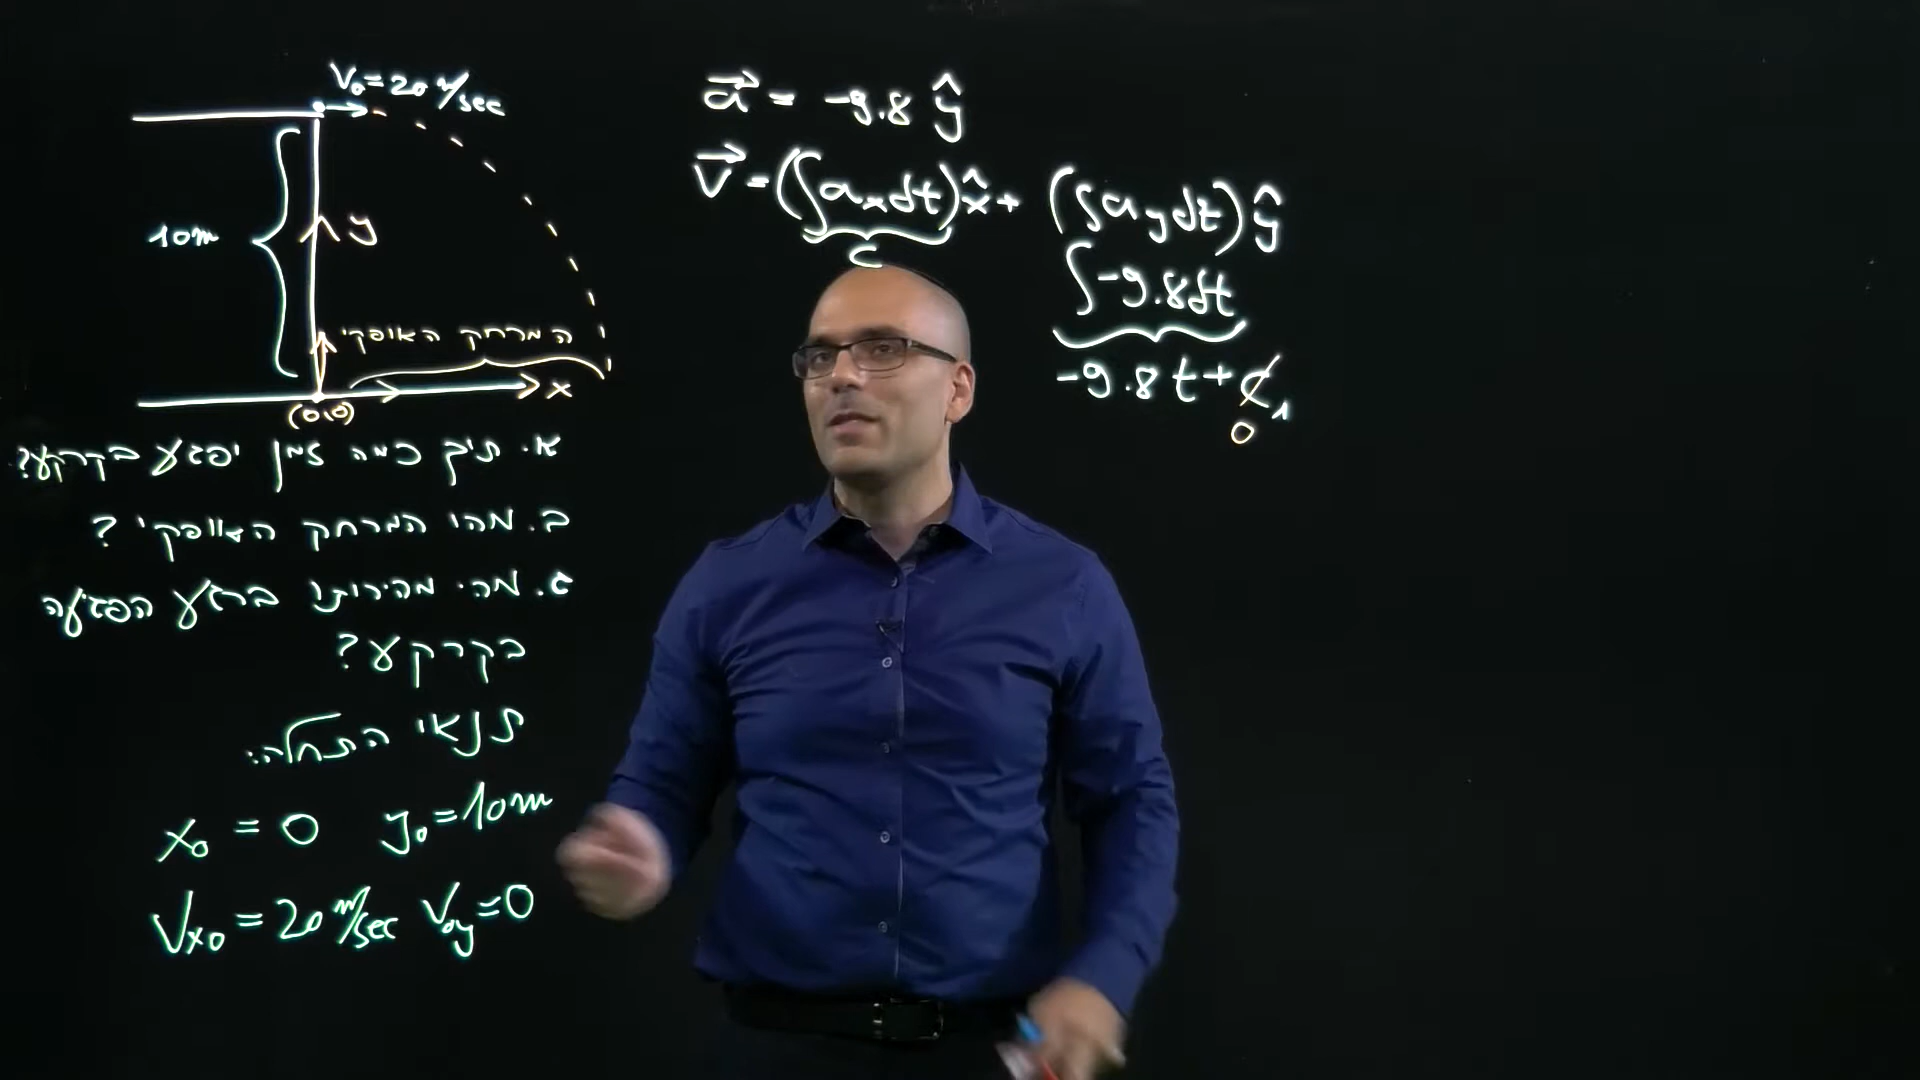 V₀=20 m/sec
10m
y
המרחק האופקי
x
(0,0)
א. תוך כמה זמן יפגע בקרקע?
ב. מהו המרחק האופקי?
ג. מהי מהירותו ברגע הפגיעה
בקרקע?
תנאי התחלה:
x₀ = 0 y₀ = 10m
Vx₀ = 20 m/sec V₀y = 0
a⃗ = -9.8 ŷ
v⃗ = (∫aₓdt)x̂ + (∫a_y dt)ŷ
c
∫-9.8dt
-9.8t + c₁
0